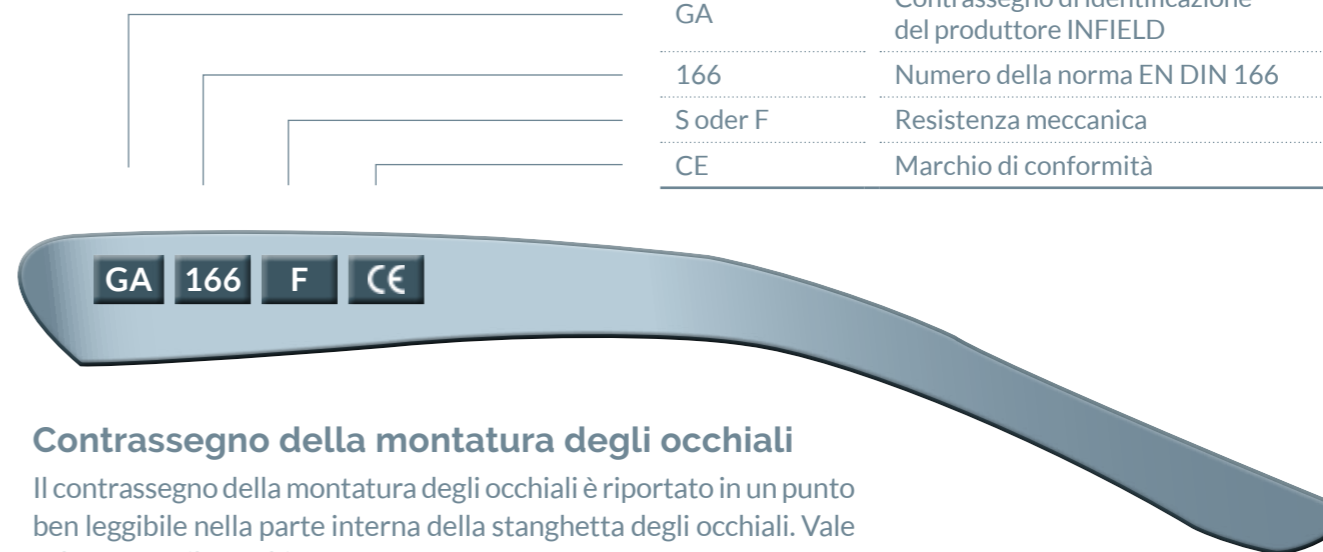 GA
Contrassegno di identificazione
del produttore INFIELD
166
Numero della norma EN DIN 166
S oder F
Resistenza meccanica
CE
Marchio di conformità
GA 166 F CE
Contrassegno della montatura degli occhiali
Il contrassegno della montatura degli occhiali è riportato in un punto
ben leggibile nella parte interna della stanghetta degli occhiali. Vale